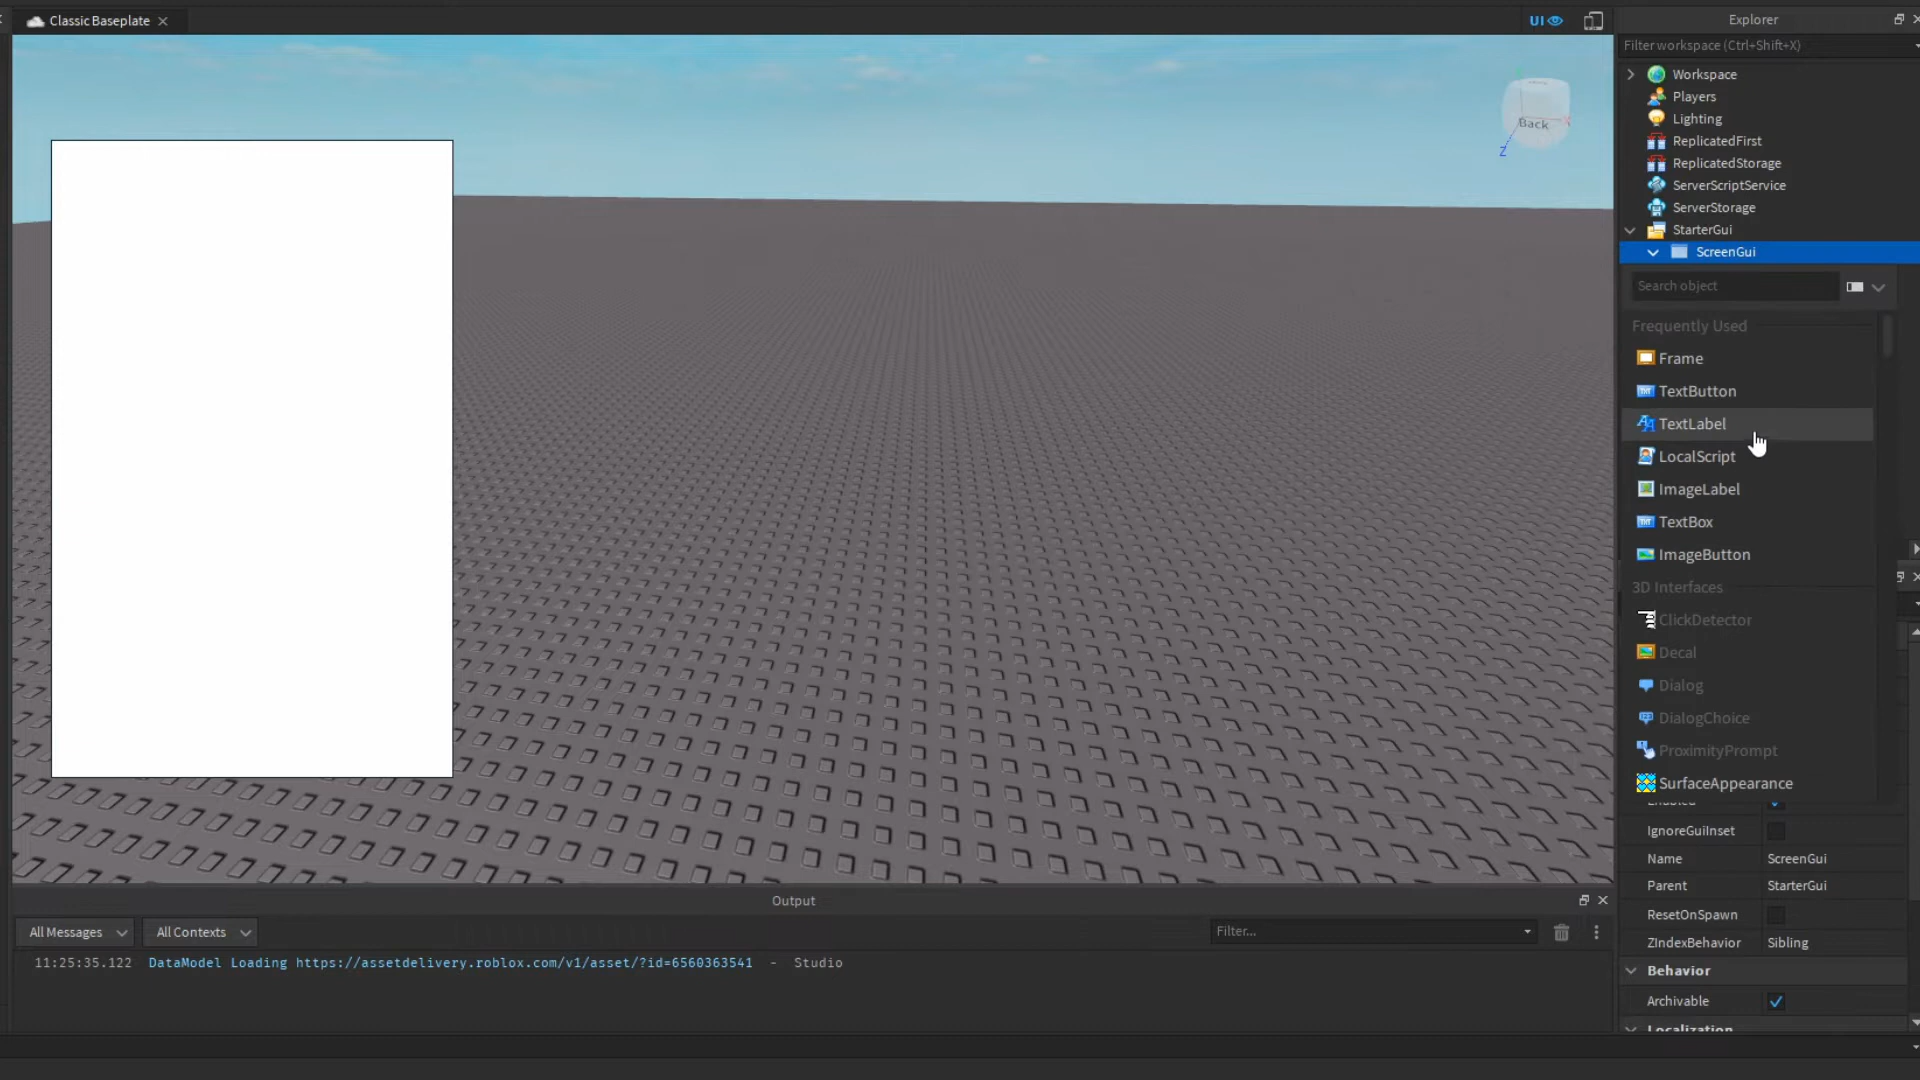 Classic Baseplate
UI
Explorer
Filter workspace (Ctrl+Shift+X)
Back
X
Z
Workspace
Players
Lighting
ReplicatedFirst
ReplicatedStorage
ServerScriptService
ServerStorage
StarterGui
ScreenGui
Search object
Frequently Used
Frame
TextButton
TextLabel
LocalScript
ImageLabel
TextBox
ImageButton
3D Interfaces
ClickDetector
Decal
Dialog
DialogChoice
ProximityPrompt
SurfaceAppearance
Enabled
IgnoreGuiInset
Name ScreenGui
Parent StarterGui
ResetOnSpawn
ZIndexBehavior Sibling
Behavior
Archivable
Localization
Output
All Messages All Contexts Filter...
11:25:35.122 DataModel Loading https://assetdelivery.roblox.com/v1/asset/?id=6560363541 - Studio